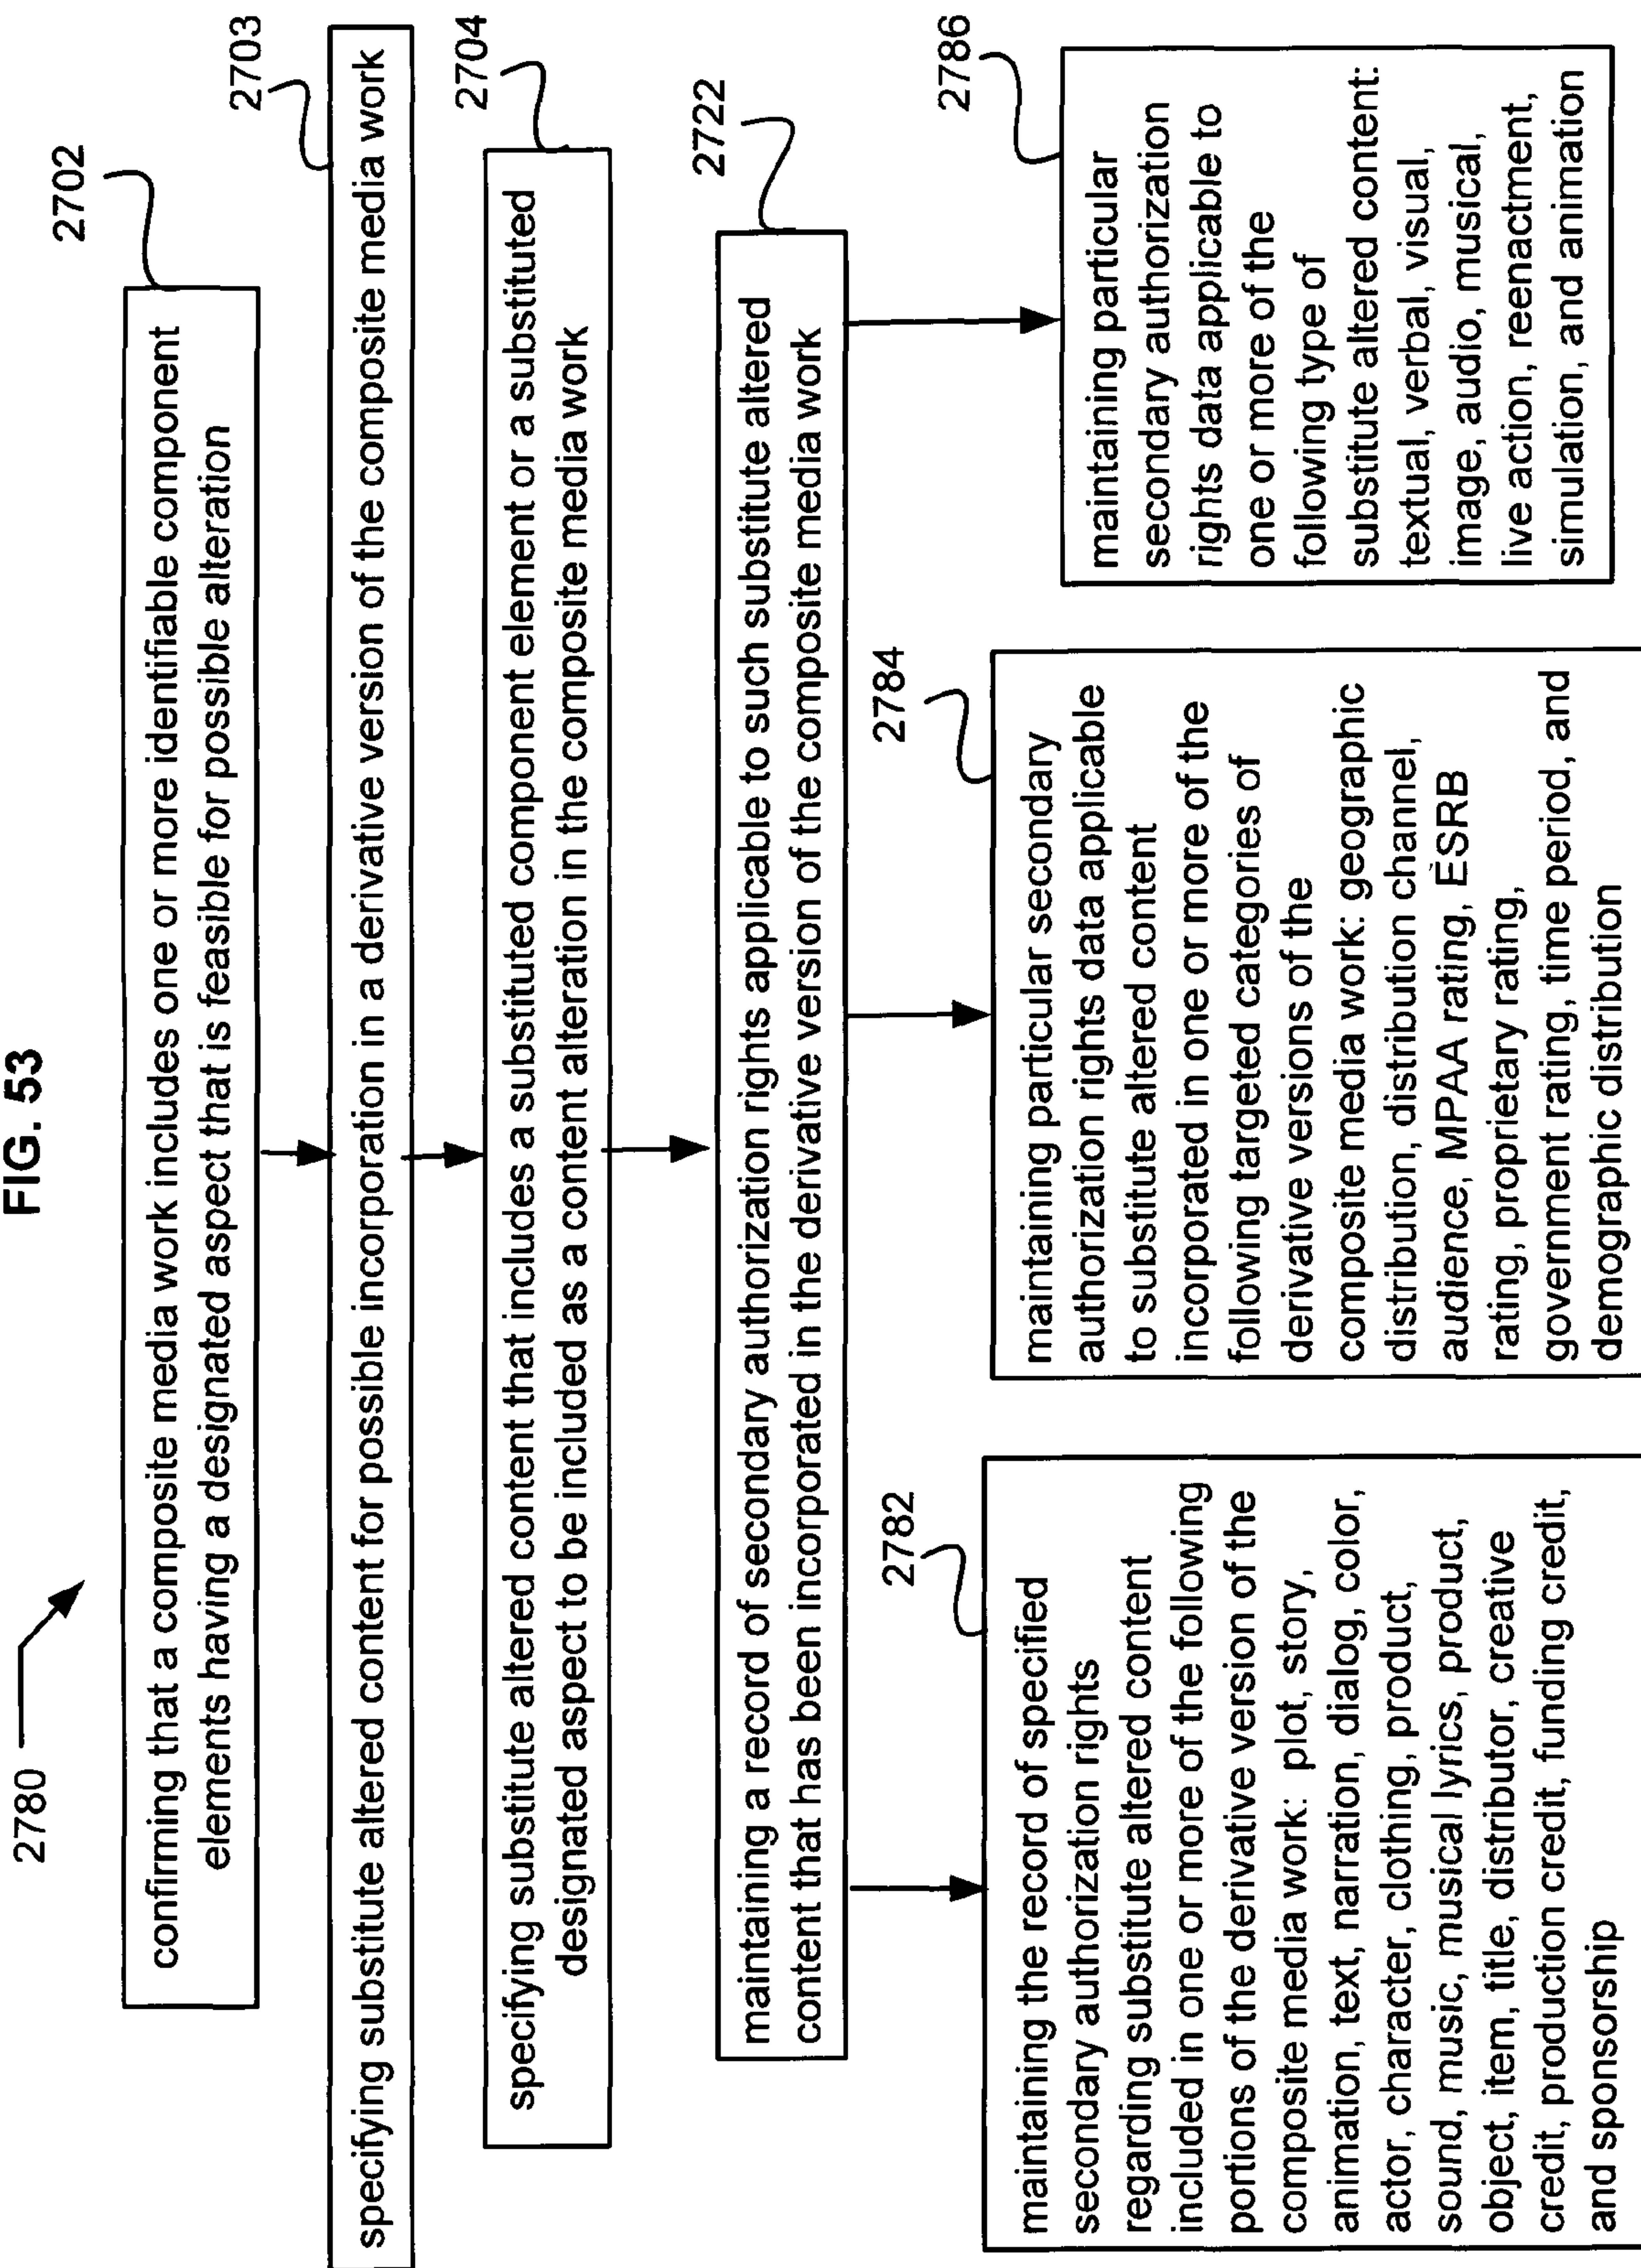 FIG. 53
2780
2702
confirming that a composite media work includes one or more identifiable component
elements having a designated aspect that is feasible for possible alteration
2703
specifying substitute altered content for possible incorporation in a derivative version of the composite media work
2704
specifying substitute altered content that includes a substituted component element or a substituted
designated aspect to be included as a content alteration in the composite media work
2722
maintaining a record of secondary authorization rights applicable to such substitute altered
content that has been incorporated in the derivative version of the composite media work
2782
maintaining the record of specified
secondary authorization rights
regarding substitute altered content
included in one or more of the following
portions of the derivative version of the
composite media work: plot, story,
animation, text, narration, dialog, color,
actor, character, clothing, product,
sound, music, musical lyrics, product,
object, item, title, distributor, creative
credit, production credit, funding credit,
and sponsorship
2784
maintaining particular secondary
authorization rights data applicable
to substitute altered content
incorporated in one or more of the
following targeted categories of
derivative versions of the
composite media work: geographic
distribution, distribution channel,
audience, MPAA rating, ESRB
rating, proprietary rating,
government rating, time period, and
demographic distribution
2786
maintaining particular
secondary authorization
rights data applicable to
one or more of the
following type of
substitute altered content:
textual, verbal, visual,
image, audio, musical,
live action, reenactment,
simulation, and animation